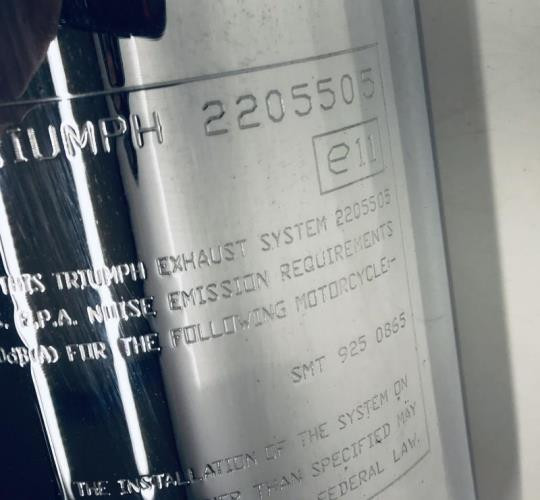 TRIUMPH 2205505
e11
THIS TRIUMPH EXHAUST SYSTEM 2205505
E.P.A. NOISE EMISSION REQUIREMENTS
dB(A) FOR THE FOLLOWING MOTORCYCLE:-
SMT 925 0865
THE INSTALLATION OF THE SYSTEM ON
THAN SPECIFIED MAY
FEDERAL LAW.